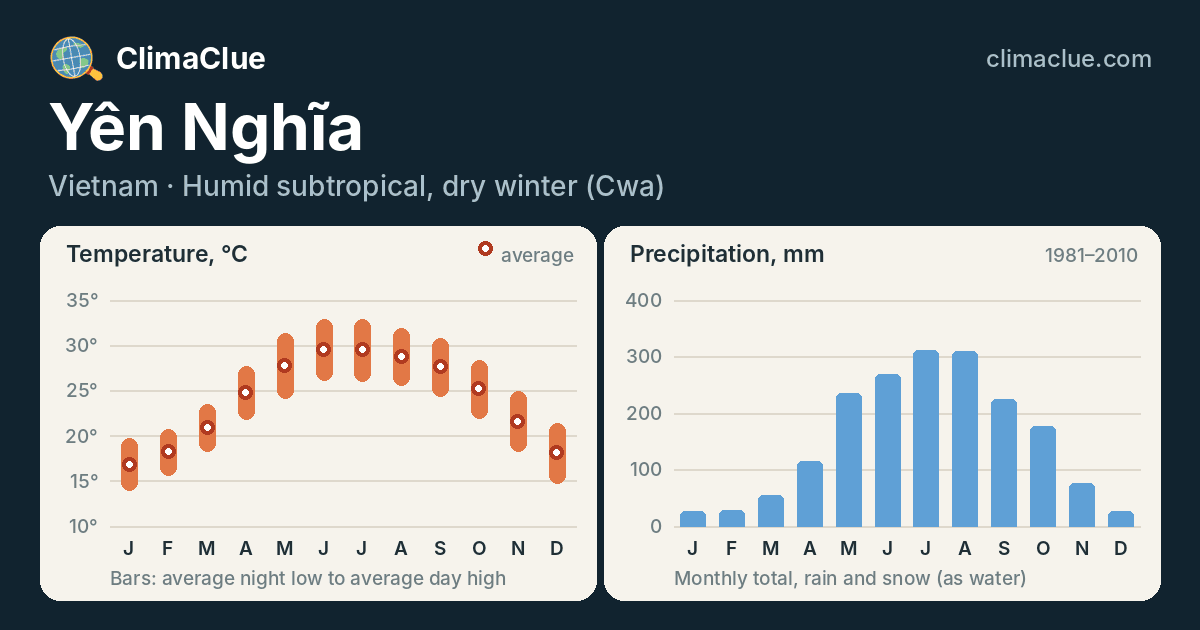 ClimaClue
climaclue.com
Yên Nghĩa
Vietnam · Humid subtropical, dry winter (Cwa)
Temperature, °C
average
35°
30°
25°
20°
15°
10°
J F M A M J J A S O N D
Bars: average night low to average day high
Precipitation, mm
1981–2010
400
300
200
100
0
J F M A M J J A S O N D
Monthly total, rain and snow (as water)